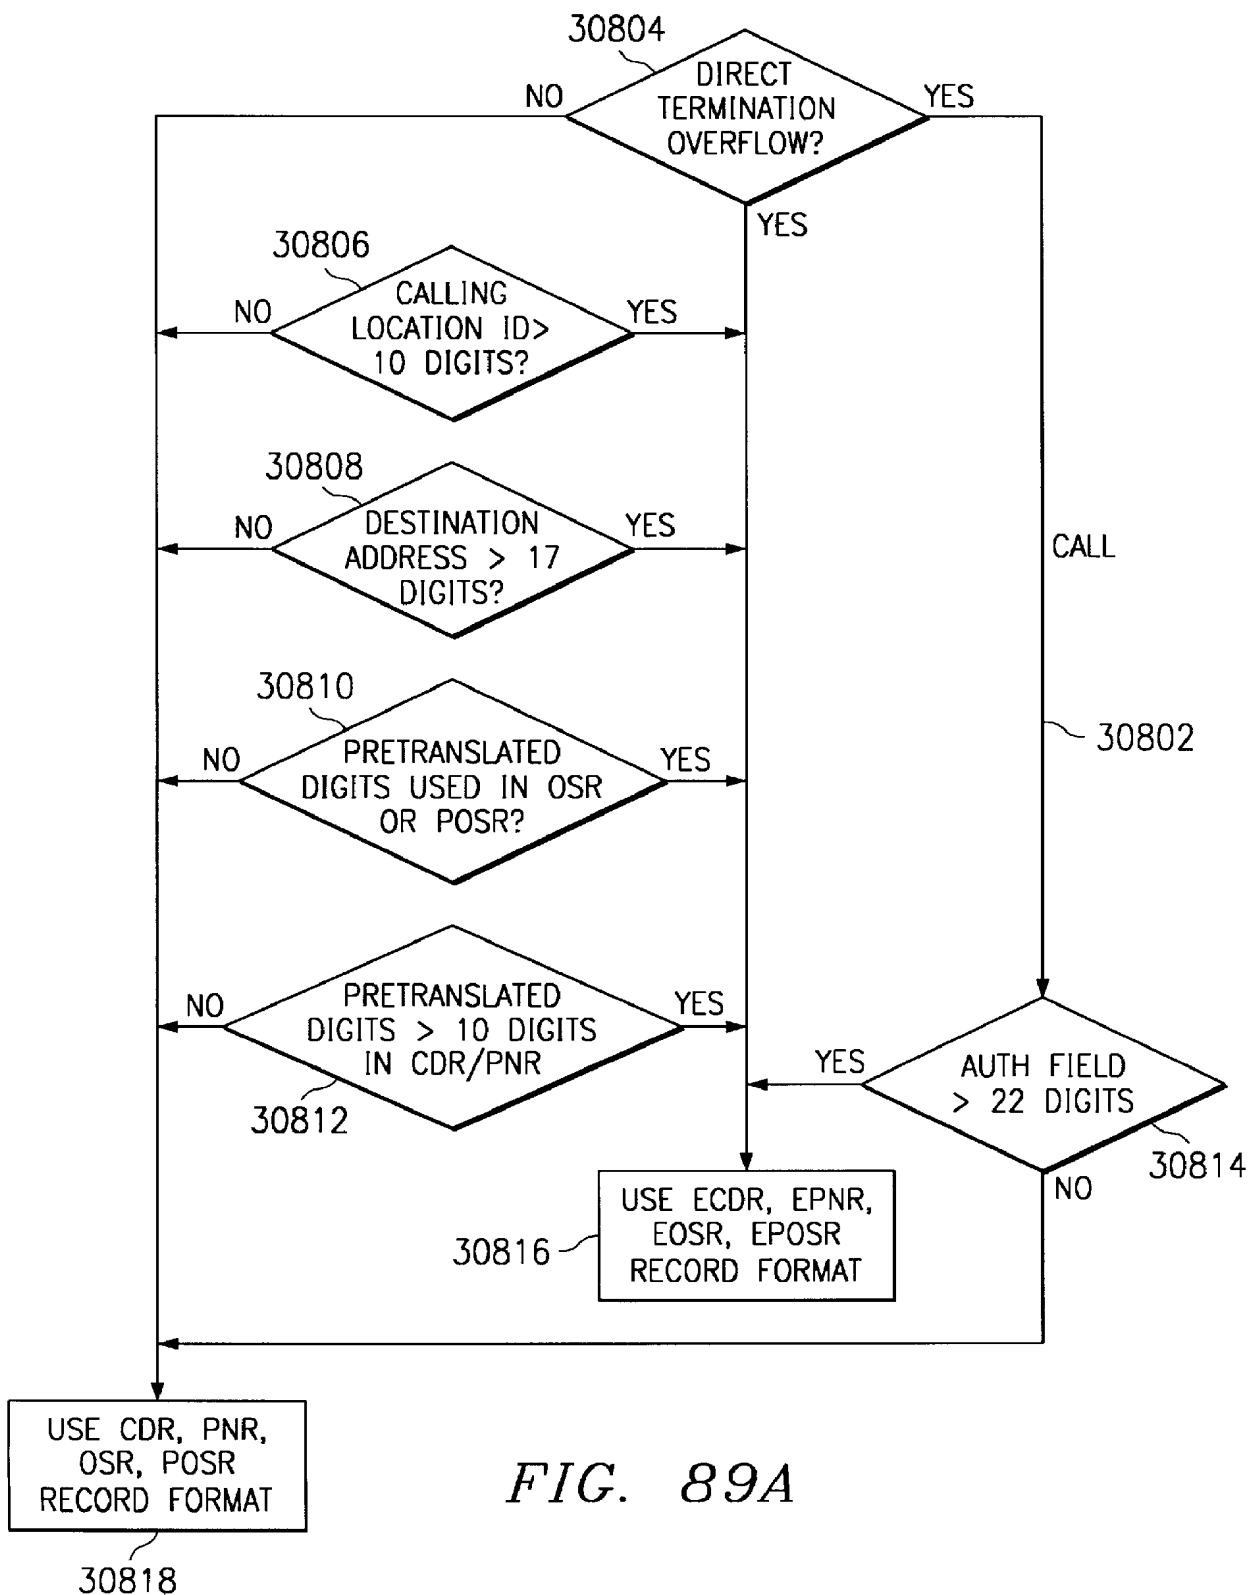 30804
DIRECT
TERMINATION
OVERFLOW?
NO
YES
YES
30806
CALLING
LOCATION ID>
10 DIGITS?
NO
YES
30808
DESTINATION
ADDRESS > 17
DIGITS?
NO
YES
CALL
30810
PRETRANSLATED
DIGITS USED IN OSR
OR POSR?
NO
YES
30802
PRETRANSLATED
DIGITS > 10 DIGITS
IN CDR/PNR
NO
YES
30812
YES
AUTH FIELD
> 22 DIGITS
30814
NO
USE ECDR, EPNR,
EOSR, EPOSR
RECORD FORMAT
30816
USE CDR, PNR,
OSR, POSR
RECORD FORMAT
30818
FIG. 89A